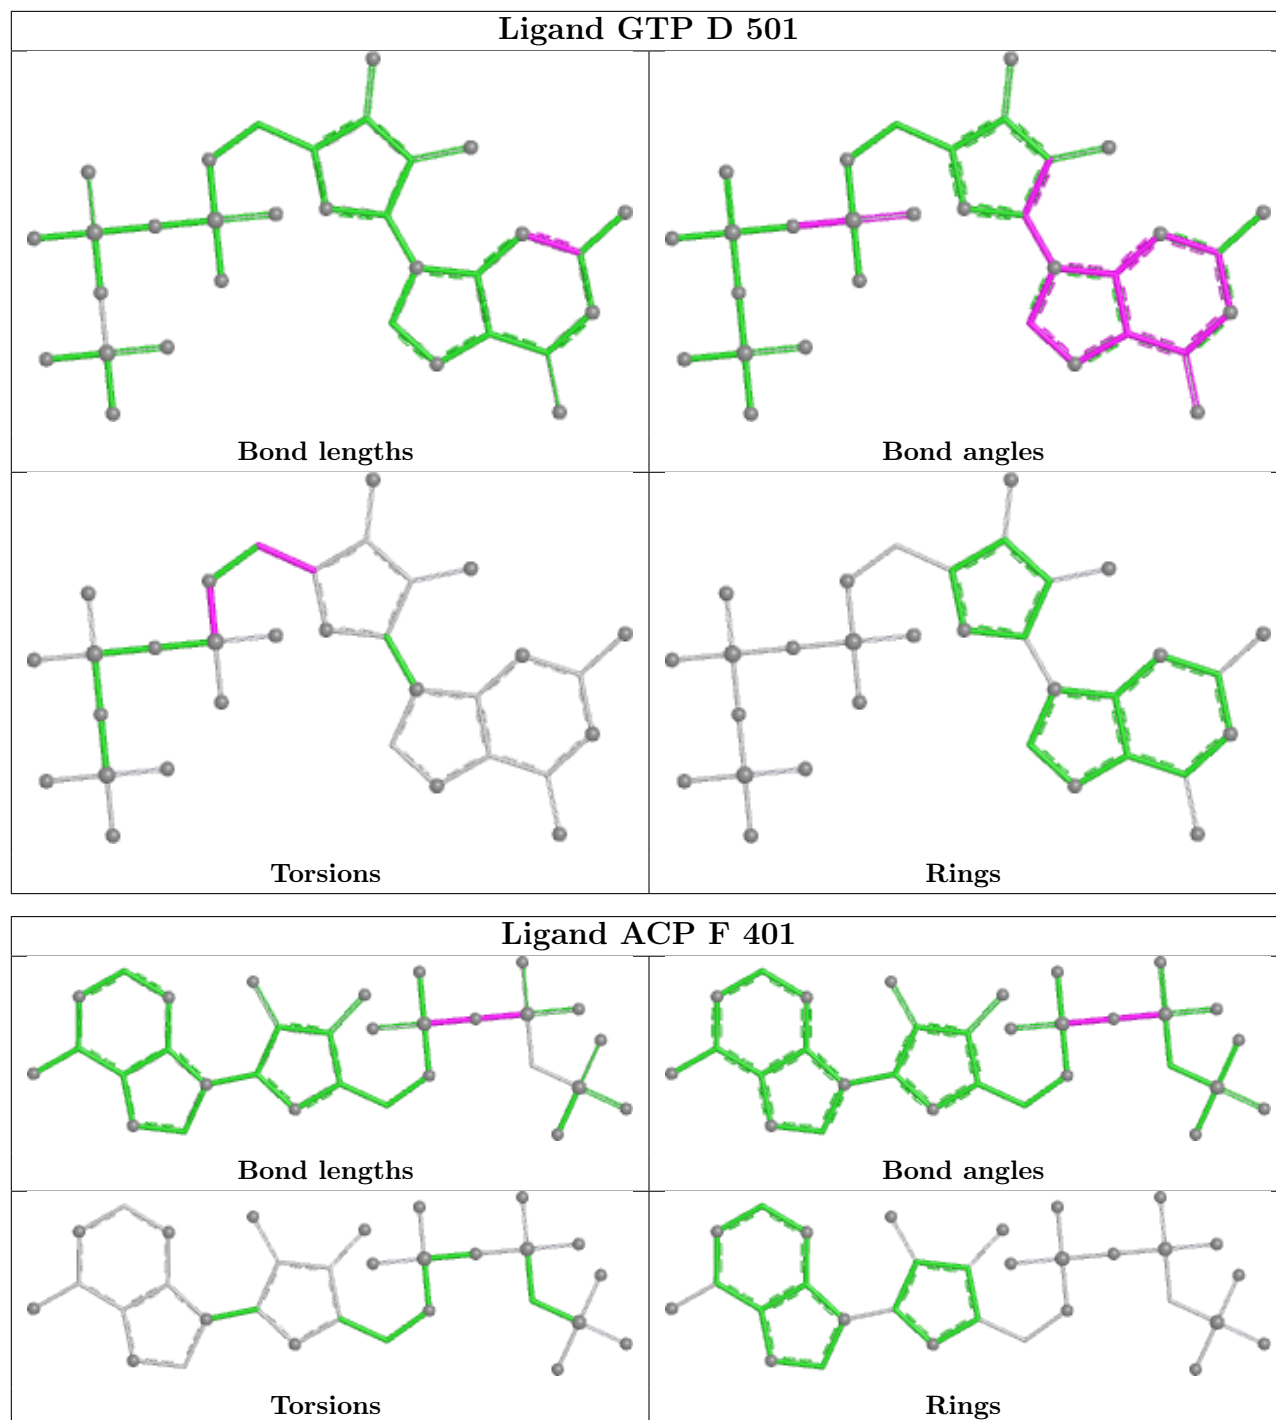 Ligand GTP D 501
Bond lengths
Bond angles
Torsions
Rings
Ligand ACP F 401
Bond lengths
Bond angles
Torsions
Rings